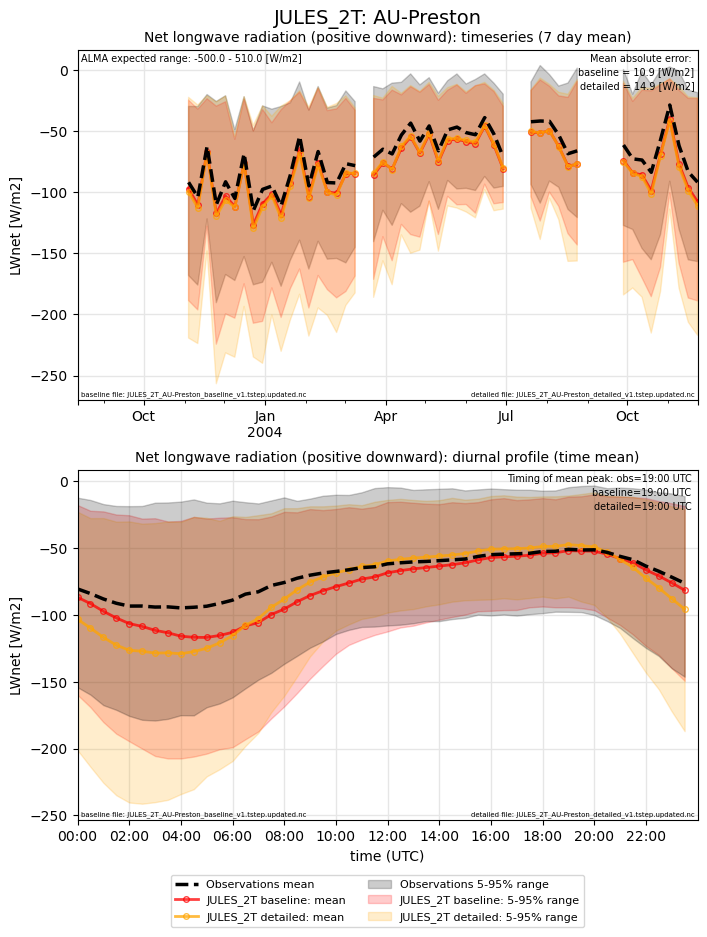 JULES_2T: AU-Preston
Net longwave radiation (positive downward): timeseries (7 day mean)
ALMA expected range: -500.0 - 510.0 [W/m2]
Mean absolute error:
baseline = 10.9 [W/m2]
detailed = 14.9 [W/m2]
0
−50
−100
−150
−200
−250
LWnet [W/m2]
baseline file: JULES_2T_AU-Preston_baseline_v1.tstep.updated.nc
detailed file: JULES_2T_AU-Preston_detailed_v1.tstep.updated.nc
Oct
Jan
2004
Apr
Jul
Oct
Net longwave radiation (positive downward): diurnal profile (time mean)
Timing of mean peak: obs=19:00 UTC
baseline=19:00 UTC
detailed=19:00 UTC
0
−50
−100
−150
−200
−250
LWnet [W/m2]
baseline file: JULES_2T_AU-Preston_baseline_v1.tstep.updated.nc
detailed file: JULES_2T_AU-Preston_detailed_v1.tstep.updated.nc
00:00 02:00 04:00 06:00 08:00 10:00 12:00 14:00 16:00 18:00 20:00 22:00
time (UTC)
Observations mean
JULES_2T baseline: mean
JULES_2T detailed: mean
Observations 5-95% range
JULES_2T baseline: 5-95% range
JULES_2T detailed: 5-95% range